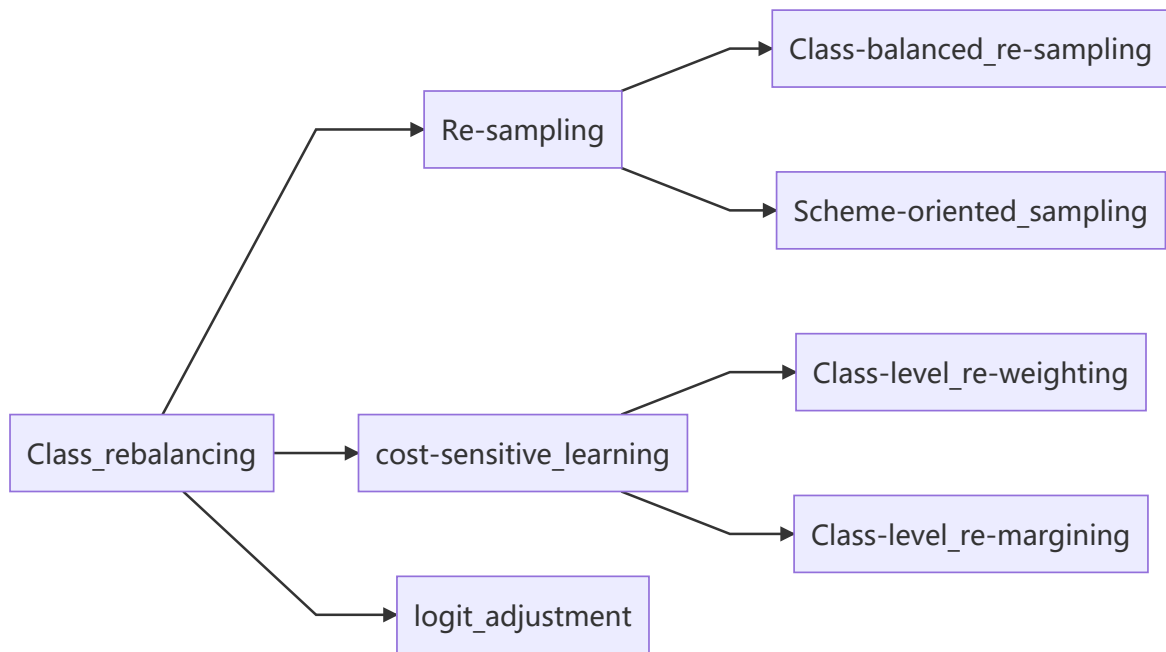 Class-balanced_re-sampling
Re-sampling
Scheme-oriented_sampling
Class-level_re-weighting
Class_rebalancing
cost-sensitive_learning
Class-level_re-margining
logit_adjustment